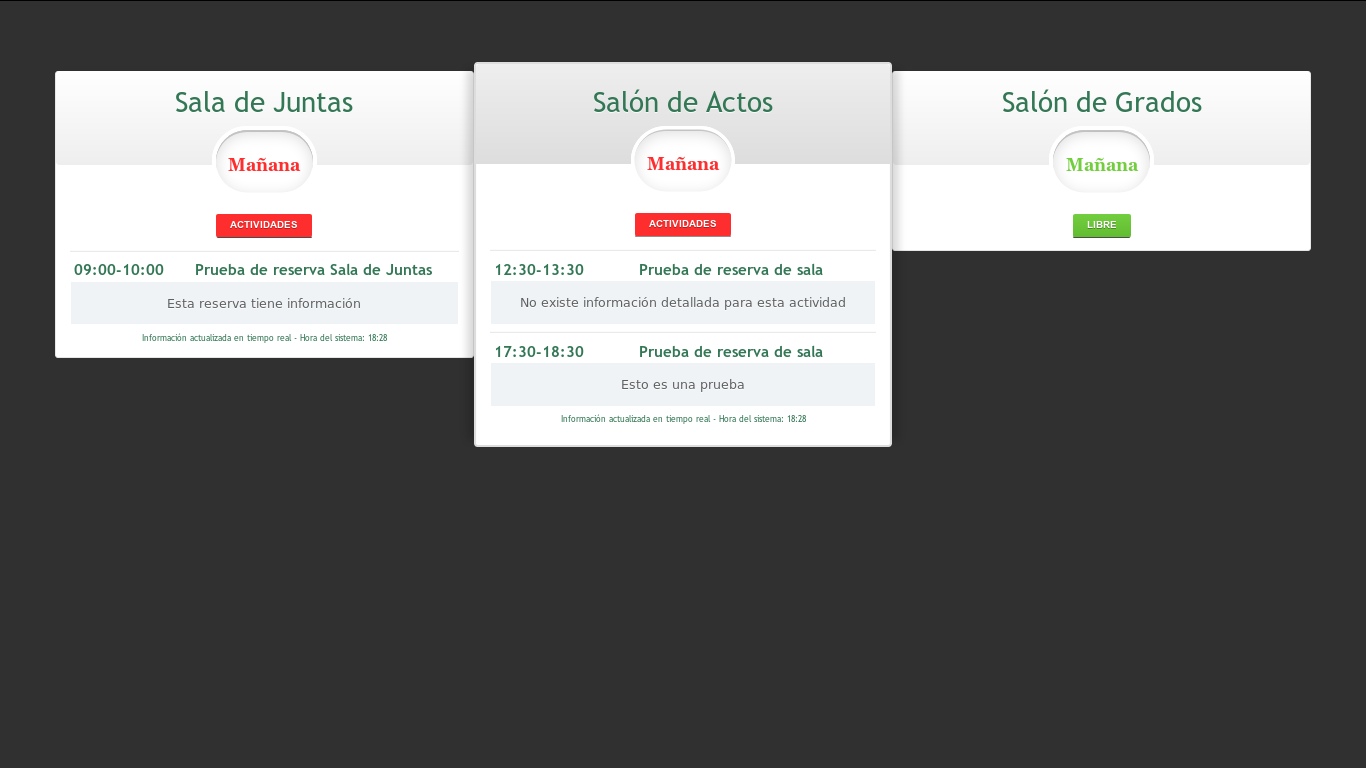 Sala de Juntas
Mañana
ACTIVIDADES
09:00-10:00 Prueba de reserva Sala de Juntas
Esta reserva tiene información
Información actualizada en tiempo real - Hora del sistema: 18:28
Salón de Actos
Mañana
ACTIVIDADES
12:30-13:30 Prueba de reserva de sala
No existe información detallada para esta actividad
17:30-18:30 Prueba de reserva de sala
Esto es una prueba
Información actualizada en tiempo real - Hora del sistema: 18:28
Salón de Grados
Mañana
LIBRE